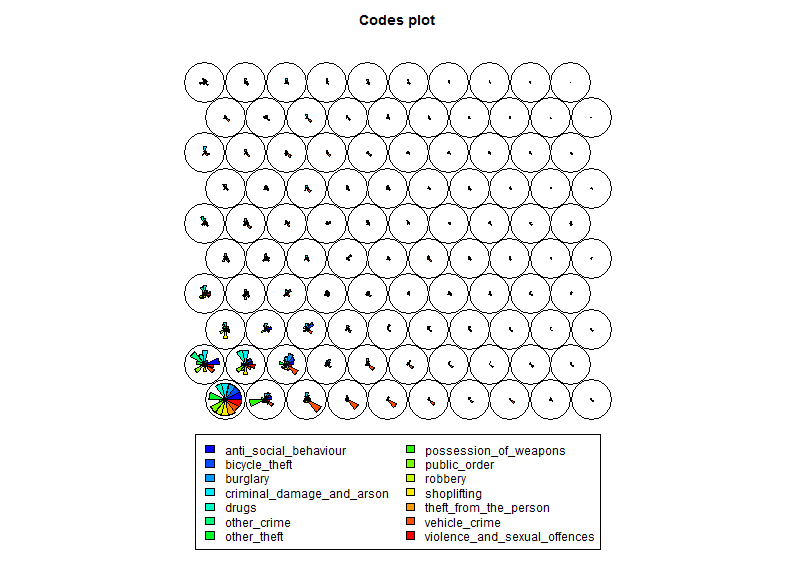 Codes plot
anti_social_behaviour
bicycle_theft
burglary
criminal_damage_and_arson
drugs
other_crime
other_theft
possession_of_weapons
public_order
robbery
shoplifting
theft_from_the_person
vehicle_crime
violence_and_sexual_offences